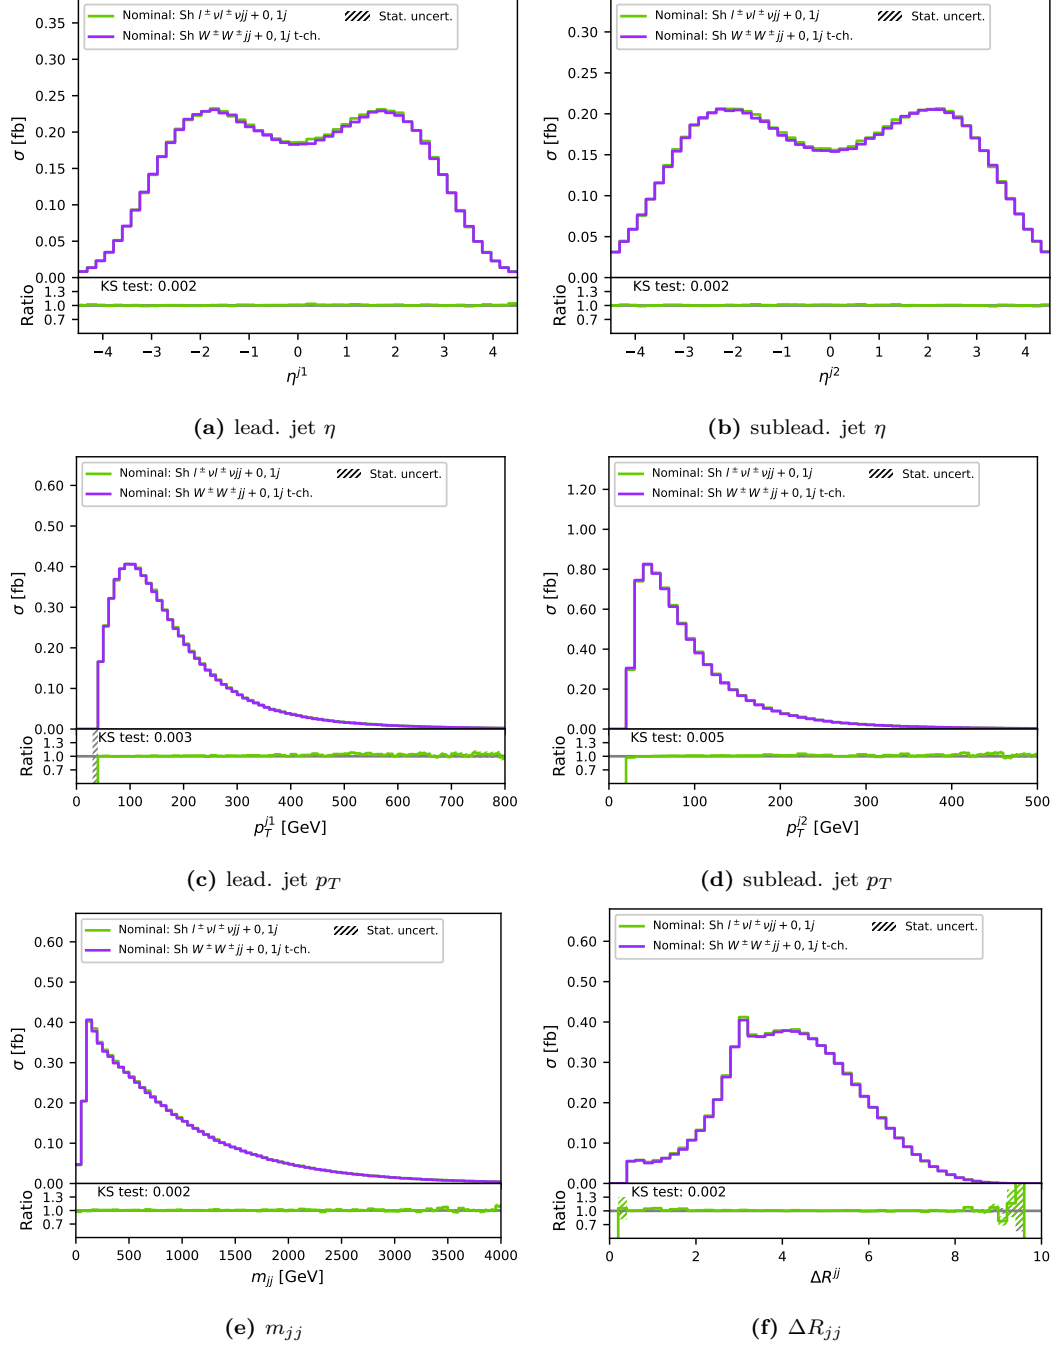 Nominal: Sh l±νl±νjj+0, 1j
Nominal: Sh W±W±jj+0, 1j t-ch.
Stat. uncert.
σ [fb]
0.35
0.30
0.25
0.20
0.15
0.10
0.05
0.00
KS test: 0.002
Ratio
1.3
1.0
0.7
−4 −3 −2 −1 0 1 2 3 4
η^{j1}
(a) lead. jet η
Nominal: Sh l±νl±νjj+0, 1j
Nominal: Sh W±W±jj+0, 1j t-ch.
Stat. uncert.
σ [fb]
0.30
0.25
0.20
0.15
0.10
0.05
0.00
KS test: 0.002
Ratio
1.3
1.0
0.7
−4 −3 −2 −1 0 1 2 3 4
η^{j2}
(b) sublead. jet η
Nominal: Sh l±νl±νjj+0, 1j
Nominal: Sh W±W±jj+0, 1j t-ch.
Stat. uncert.
σ [fb]
0.60
0.50
0.40
0.30
0.20
0.10
0.00
KS test: 0.003
Ratio
1.3
1.0
0.7
0 100 200 300 400 500 600 700 800
p_T^{j1} [GeV]
(c) lead. jet p_T
Nominal: Sh l±νl±νjj+0, 1j
Nominal: Sh W±W±jj+0, 1j t-ch.
Stat. uncert.
σ [fb]
1.20
1.00
0.80
0.60
0.40
0.20
0.00
KS test: 0.005
Ratio
1.3
1.0
0.7
0 100 200 300 400 500
p_T^{j2} [GeV]
(d) sublead. jet p_T
Nominal: Sh l±νl±νjj+0, 1j
Nominal: Sh W±W±jj+0, 1j t-ch.
Stat. uncert.
σ [fb]
0.60
0.50
0.40
0.30
0.20
0.10
0.00
KS test: 0.002
Ratio
1.3
1.0
0.7
0 500 1000 1500 2000 2500 3000 3500 4000
m_{jj} [GeV]
(e) m_{jj}
Nominal: Sh l±νl±νjj+0, 1j
Nominal: Sh W±W±jj+0, 1j t-ch.
Stat. uncert.
σ [fb]
0.60
0.50
0.40
0.30
0.20
0.10
0.00
KS test: 0.002
Ratio
1.3
1.0
0.7
0 2 4 6 8 10
ΔR^{jj}
(f) ΔR_{jj}